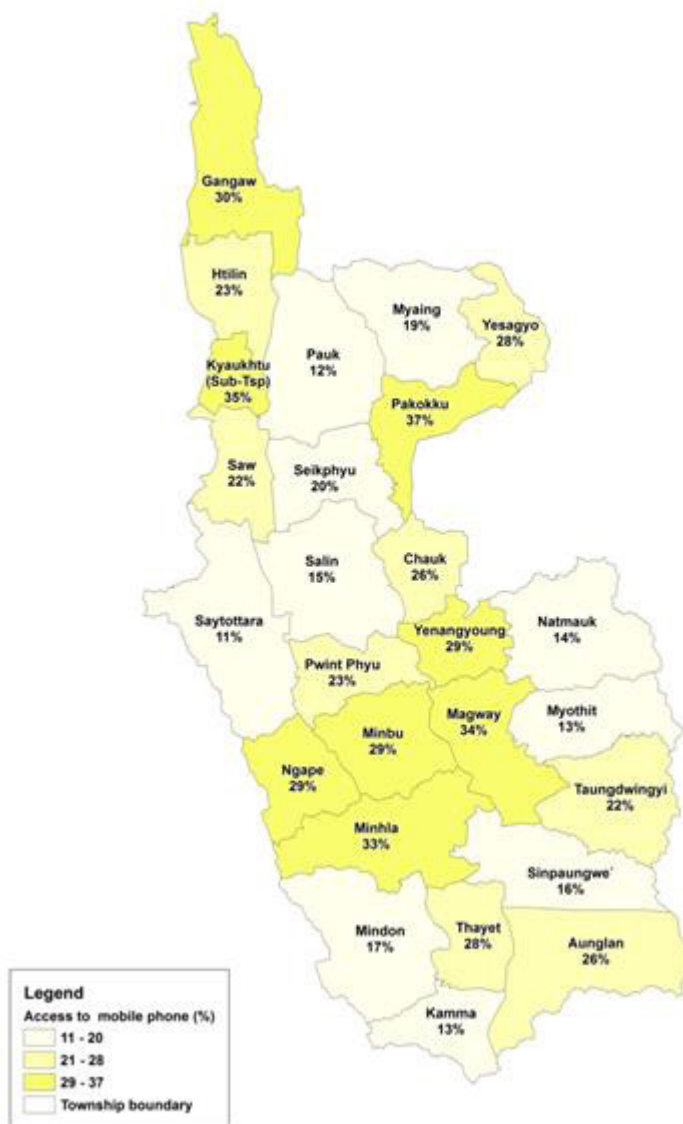 Gangaw
30%
Htilin
23%
Myaing
19%
Yesagyo
28%
Pauk
12%
Kyaukhtu
(Sub-Tsp)
35%
Pakokku
37%
Saw
22%
Seikphyu
20%
Salin
15%
Chauk
26%
Saytottara
11%
Yenangyoung
29%
Natmauk
14%
Pwint Phyu
23%
Magway
34%
Myothit
13%
Minbu
29%
Ngape
29%
Taungdwingyi
22%
Minhla
33%
Sinpaungwe'
16%
Mindon
17%
Thayet
28%
Aunglan
26%
Kamma
13%
Legend
Access to mobile phone (%)
11 - 20
21 - 28
29 - 37
Township boundary